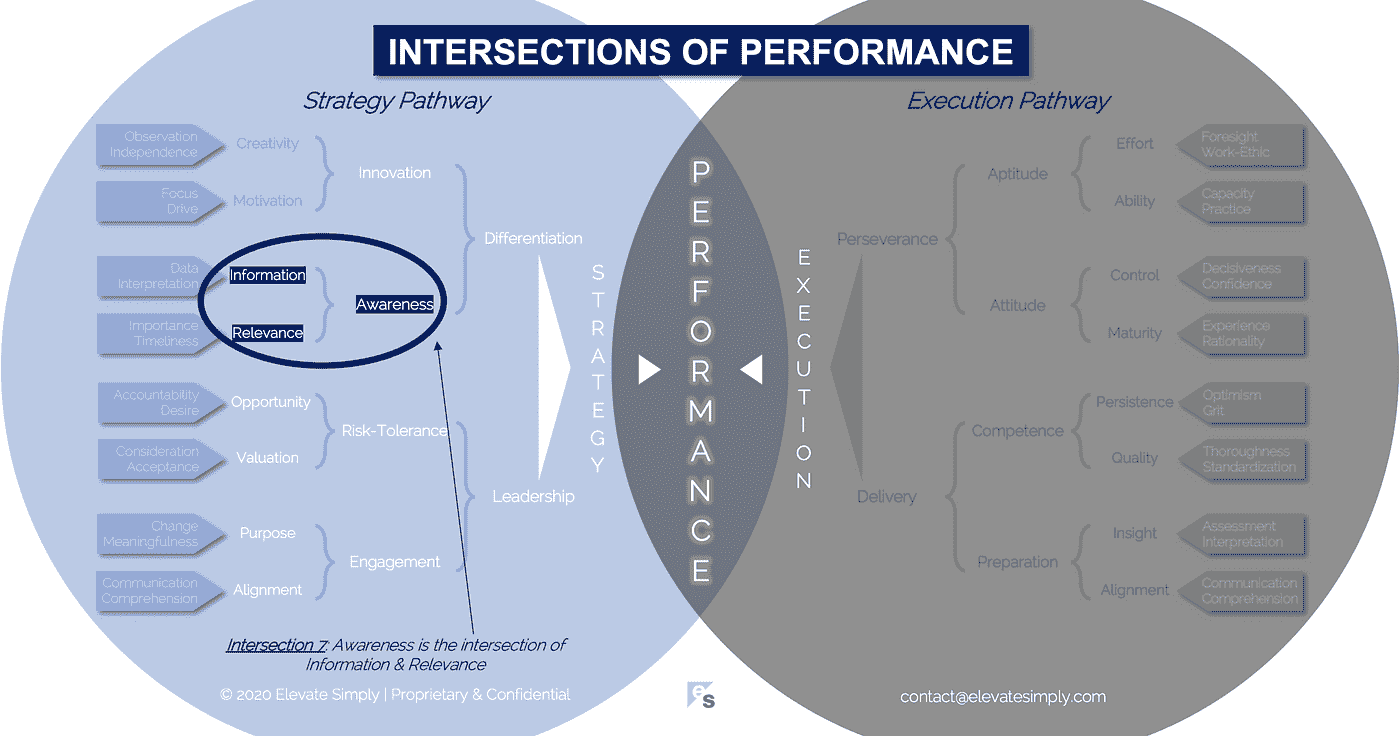 INTERSECTIONS OF PERFORMANCE
Strategy Pathway
Observation
Independence
Creativity
Focus
Drive
Motivation
Innovation
Data
Interpretation
Information
Importance
Timeliness
Relevance
Awareness
Differentiation
Accountability
Desire
Opportunity
Consideration
Acceptance
Valuation
Risk-Tolerance
Change
Meaningfulness
Purpose
Communication
Comprehension
Alignment
Engagement
Leadership
STRATEGY
PERFORMANCE
EXECUTION
Execution Pathway
Perseverance
Aptitude
Effort
Foresight
Work-Ethic
Ability
Capacity
Practice
Attitude
Control
Decisiveness
Confidence
Maturity
Experience
Rationality
Delivery
Competence
Persistence
Optimism
Grit
Quality
Thoroughness
Standardization
Preparation
Insight
Assessment
Interpretation
Alignment
Communication
Comprehension
Intersection 7: Awareness is the intersection of
Information & Relevance
© 2020 Elevate Simply | Proprietary & Confidential
es
contact@elevatesimply.com